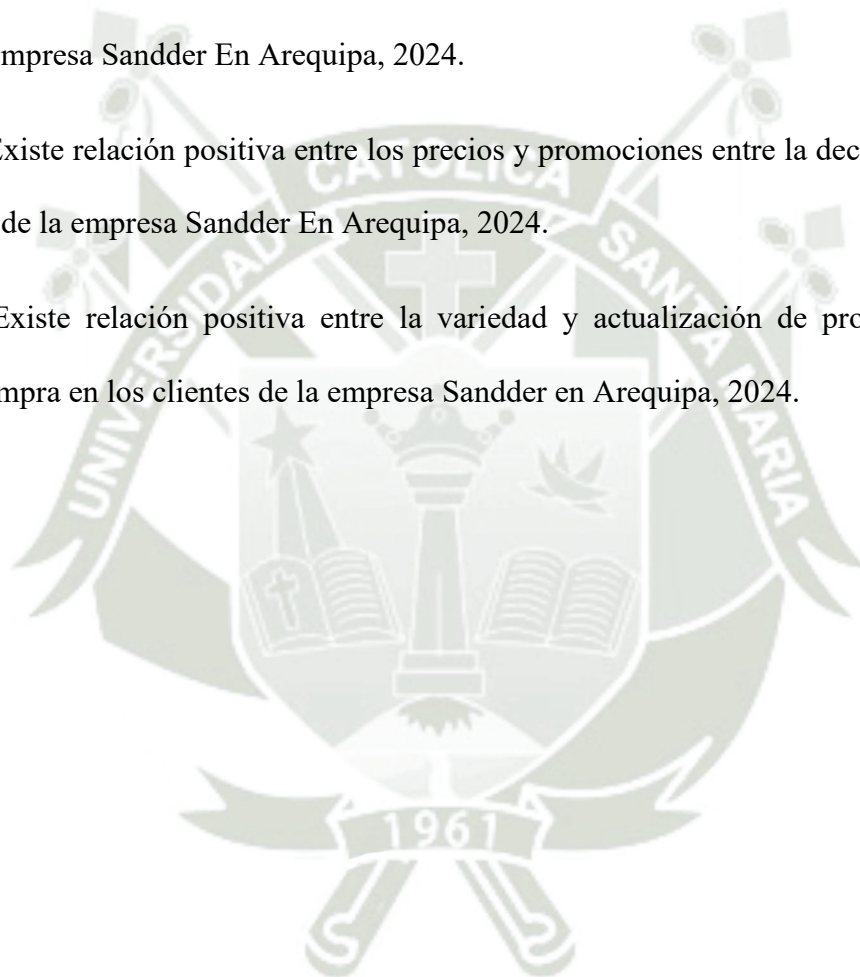 mpresa Sandder En Arequipa, 2024.
Existe relación positiva entre los precios y promociones entre la dec
de la empresa Sandder En Arequipa, 2024.
Existe relación positiva entre la variedad y actualización de pro
mpra en los clientes de la empresa Sandder en Arequipa, 2024.
UNIVERSIDAD CATOLICA SANTA MARIA
1961